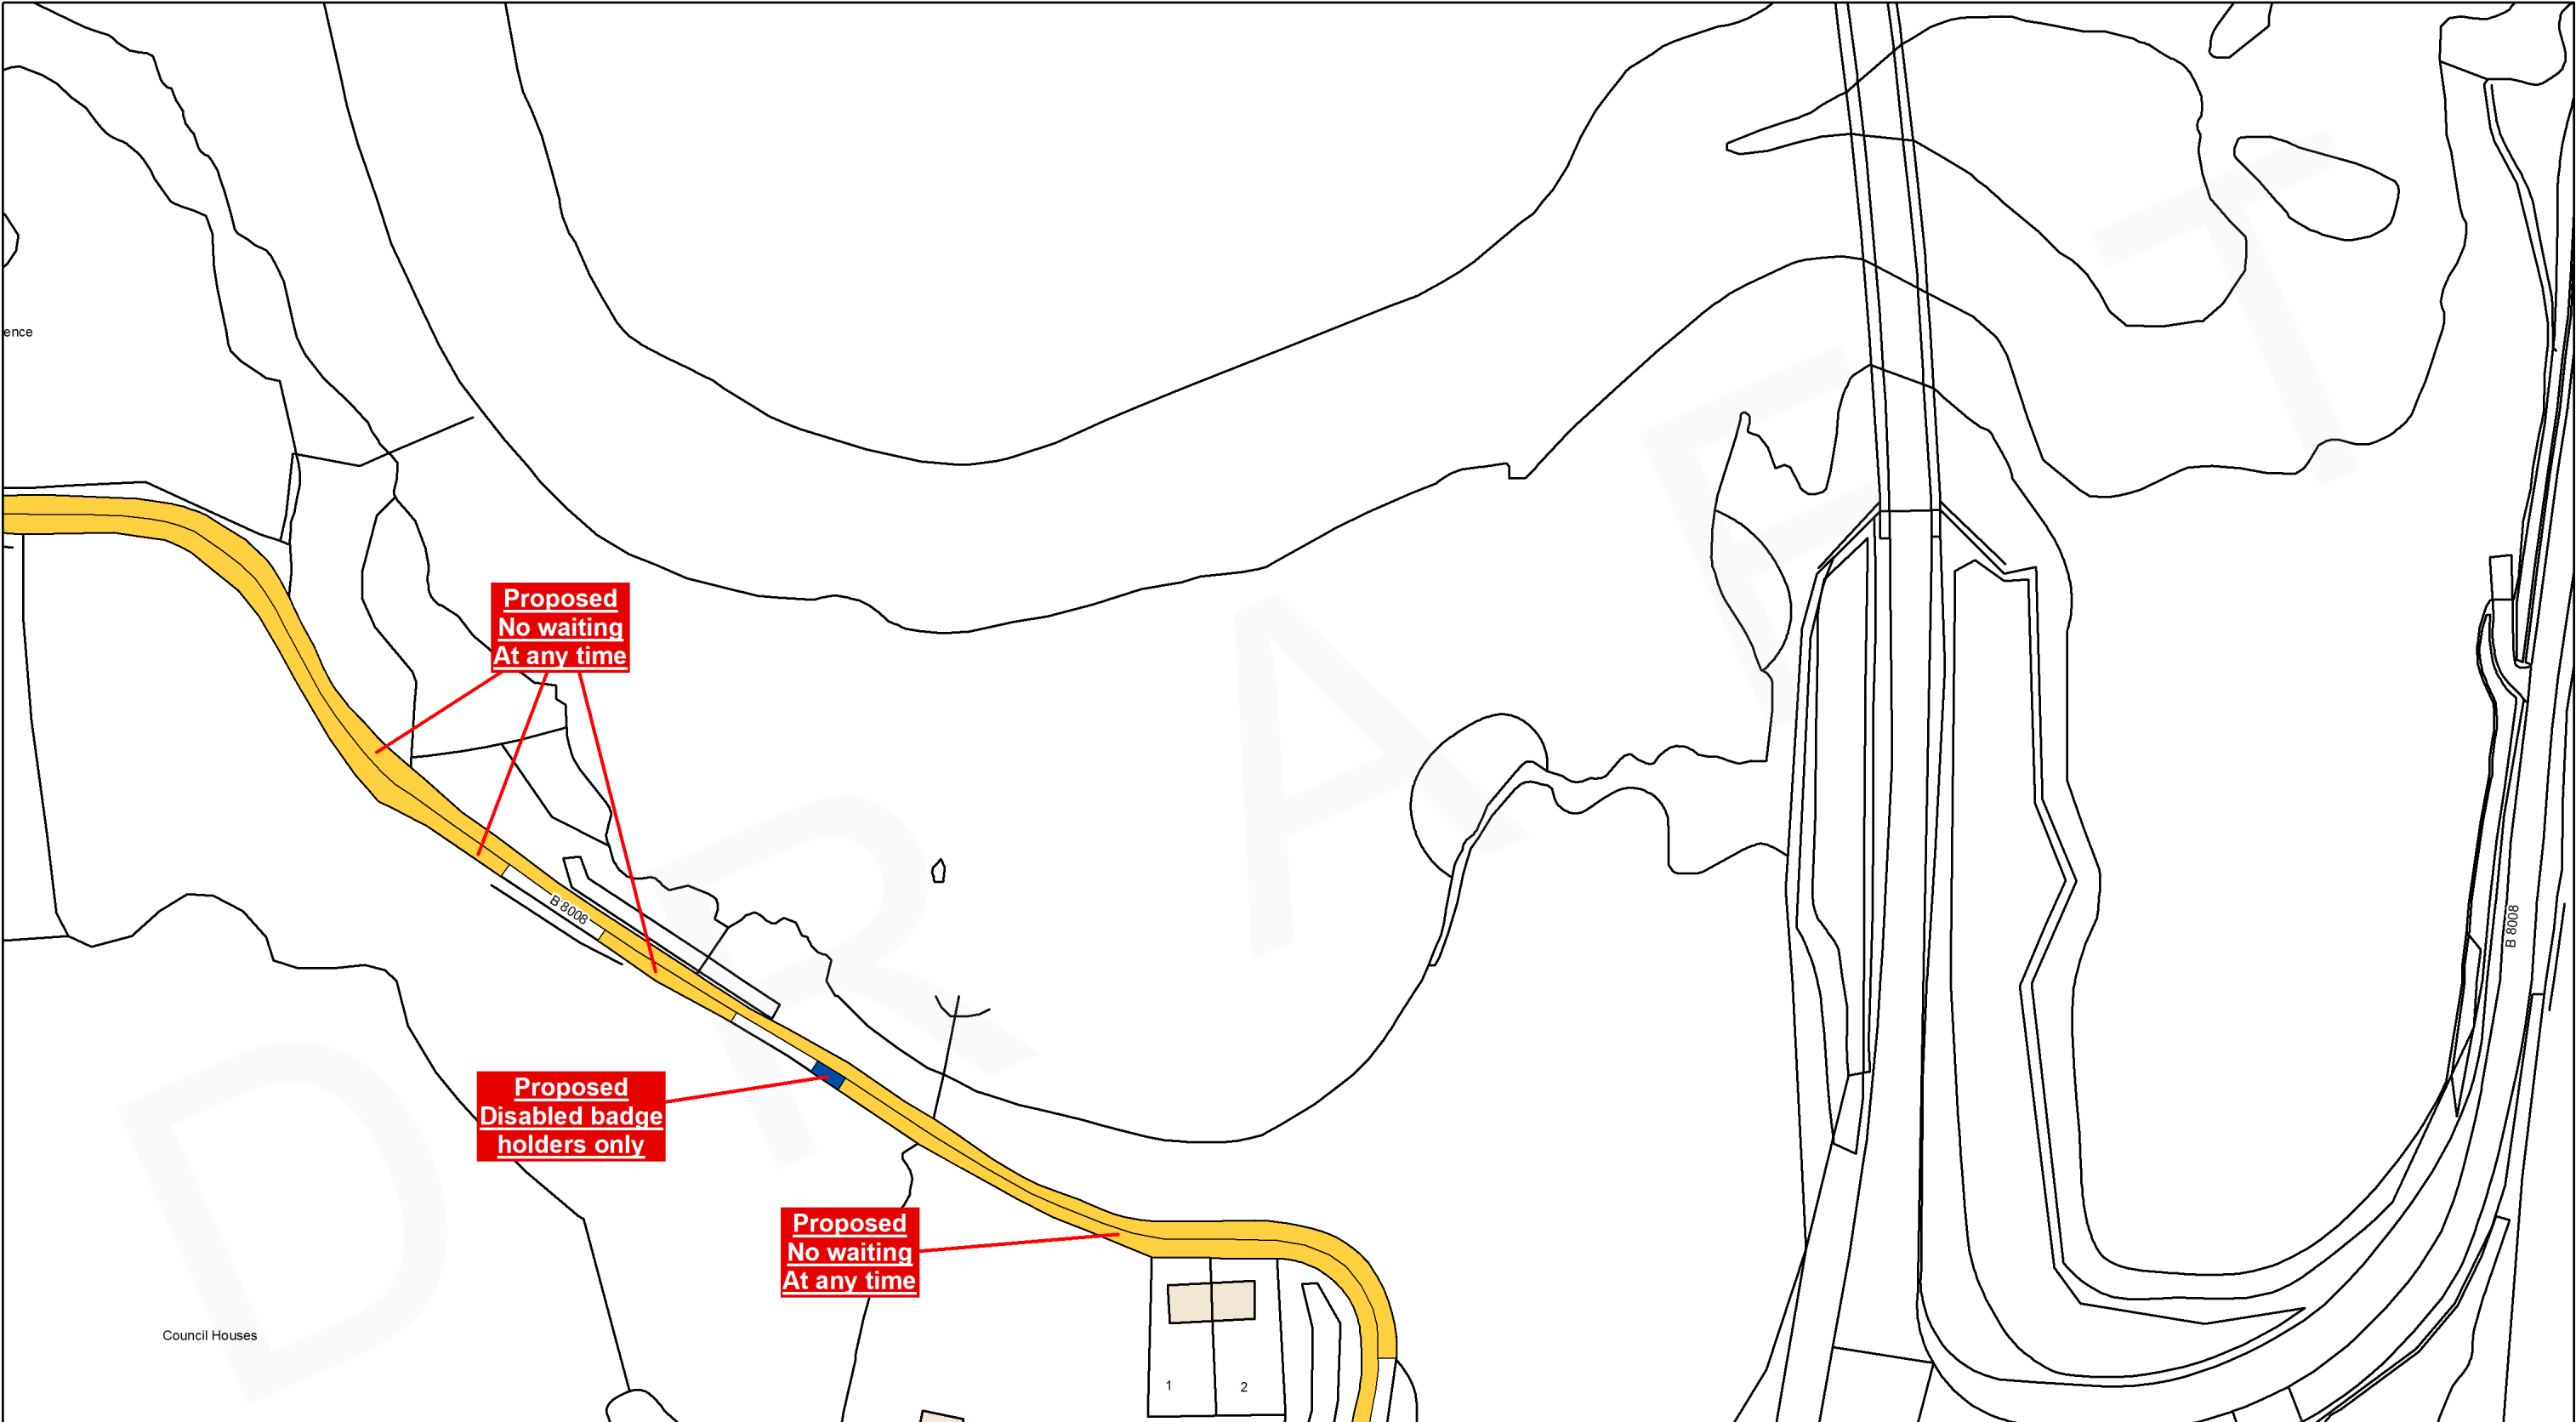 ence
Proposed
No waiting
At any time
B 8008
B 8008
Proposed
Disabled badge
holders only
Proposed
No waiting
At any time
Council Houses
1
2
DRAFT